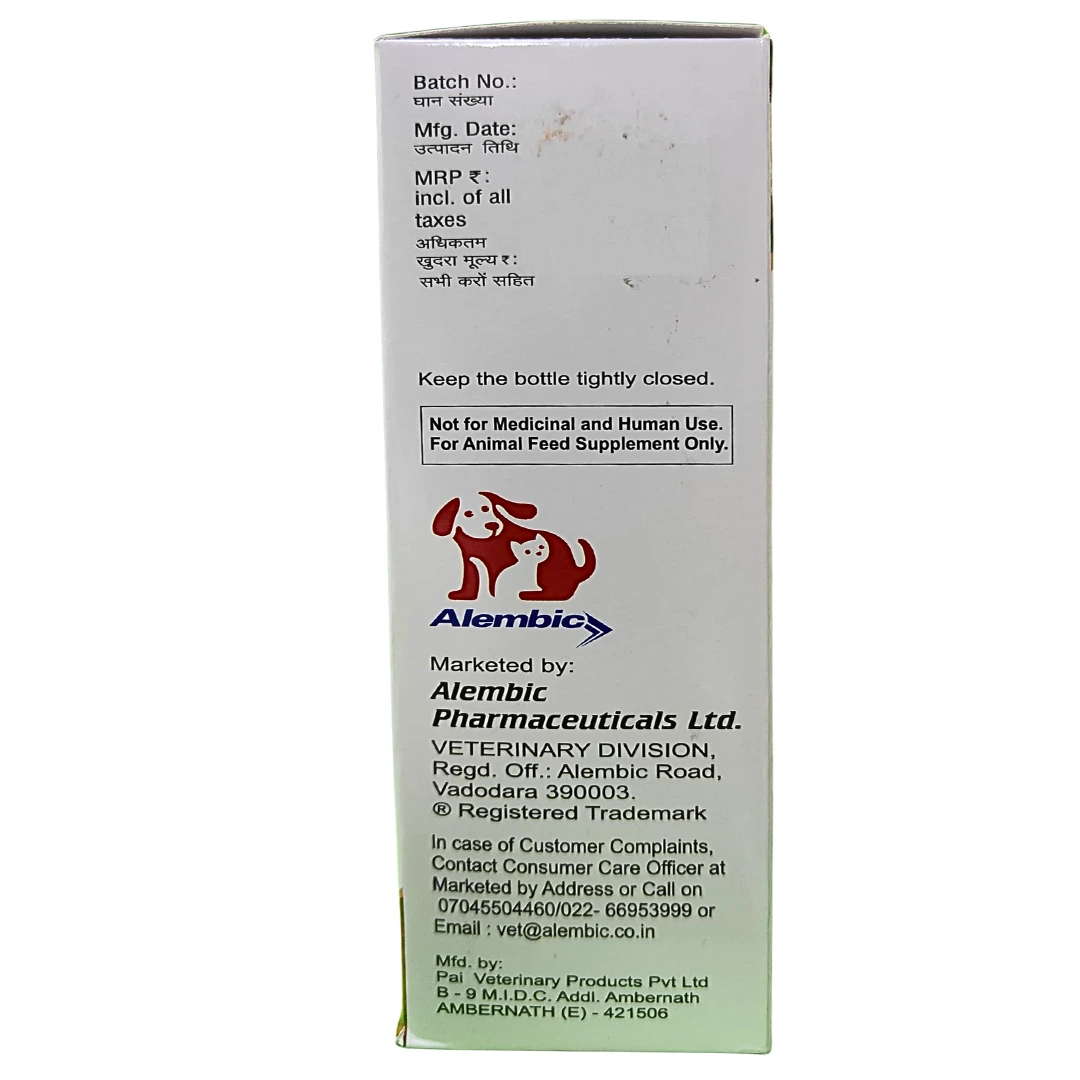 Batch No.:
घान संख्या
Mfg. Date:
उत्पादन तिथि
MRP ₹:
incl. of all
taxes
अधिकतम
खुदरा मूल्य ₹:
सभी करों सहित
Keep the bottle tightly closed.
Not for Medicinal and Human Use.
For Animal Feed Supplement Only.
Alembic
Marketed by:
Alembic
Pharmaceuticals Ltd.
VETERINARY DIVISION,
Regd. Off.: Alembic Road,
Vadodara 390003.
® Registered Trademark
In case of Customer Complaints,
Contact Consumer Care Officer at
Marketed by Address or Call on
07045504460/022- 66953999 or
Email : vet@alembic.co.in
Mfd. by:
Pai Veterinary Products Pvt Ltd
B - 9 M.I.D.C. Addl. Ambernath
AMBERNATH (E) - 421506